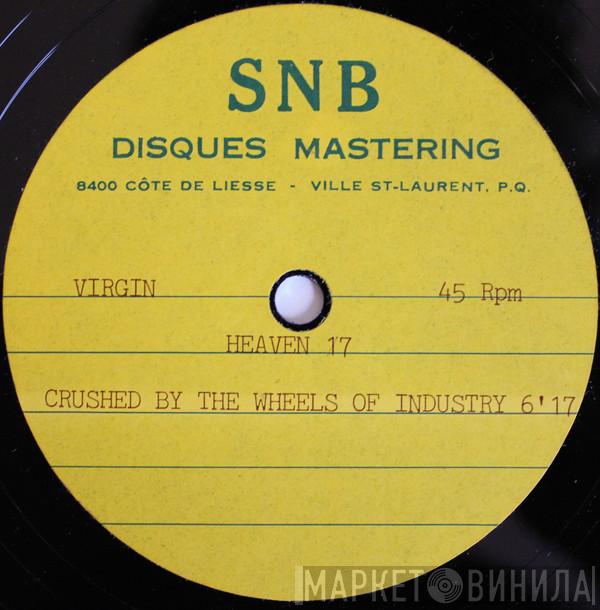 SNB
DISQUES MASTERING
8400 CÔTE DE LIESSE - VILLE ST-LAURENT, P.Q.
VIRGIN 45 Rpm
HEAVEN 17
CRUSHED BY THE WHEELS OF INDUSTRY 6'17
МАРКЕТ ВИНИЛА